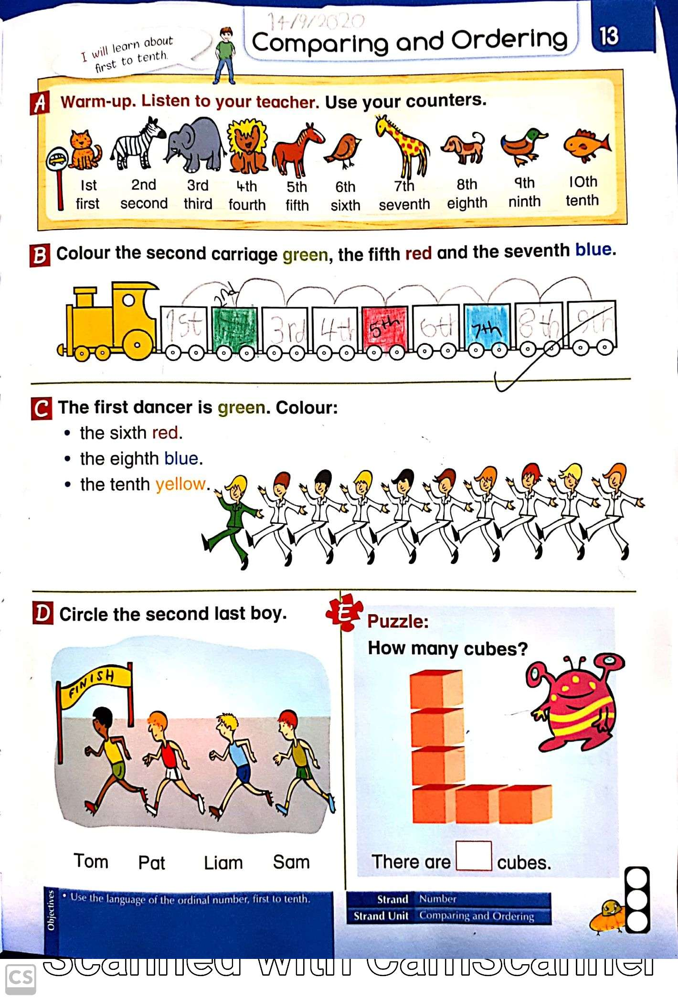 14/9/2020
Comparing and Ordering
13
I will learn about
first to tenth.
A Warm-up. Listen to your teacher. Use your counters.
1st 2nd 3rd 4th 5th 6th 7th 8th 9th 10th
first second third fourth fifth sixth seventh eighth ninth tenth
B Colour the second carriage green, the fifth red and the seventh blue.
2nd
1st 3rd 4th 5th 6th 7th 8th 9th
C The first dancer is green. Colour:
• the sixth red.
• the eighth blue.
• the tenth yellow.
D Circle the second last boy.
FINISH
Tom Pat Liam Sam
E Puzzle:
How many cubes?
There are cubes.
Objectives
• Use the language of the ordinal number, first to tenth.
Strand Number
Strand Unit Comparing and Ordering
CS Scanned with CamScanner